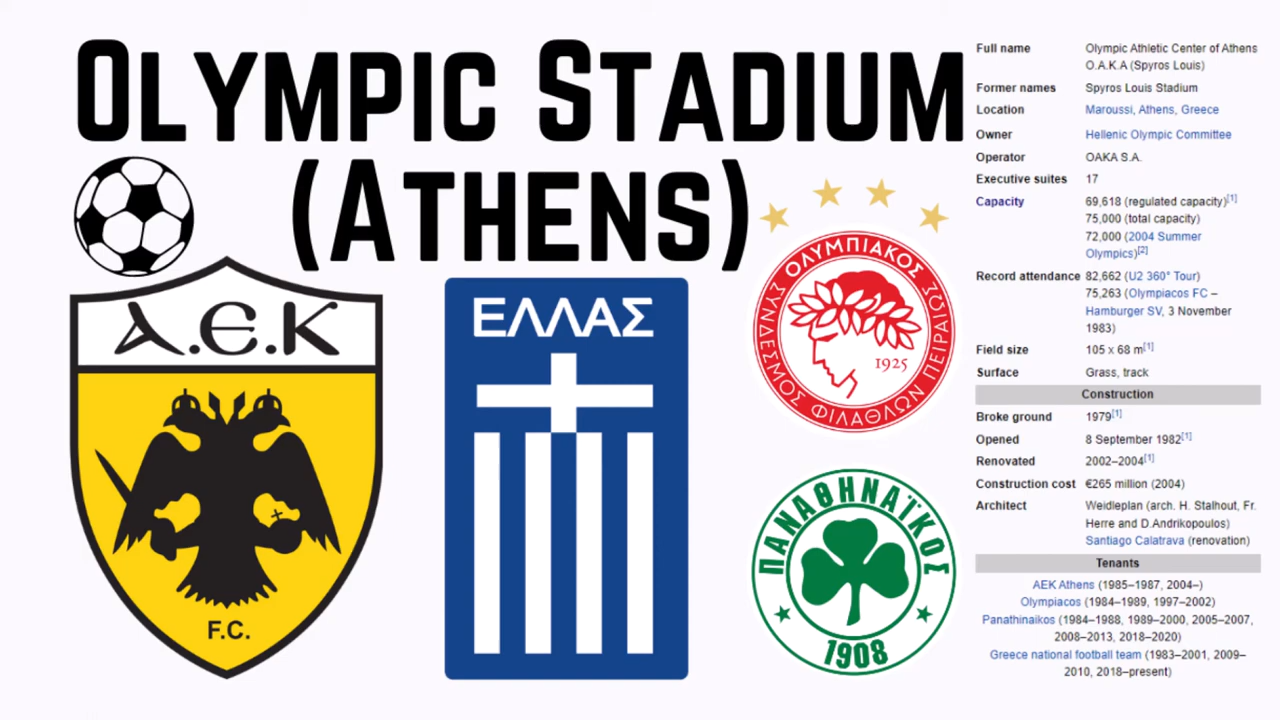 OLYMPIC STADIUM
(ATHENS)
Α.Ε.Κ
F.C.
ΕΛΛΑΣ
ΟΛΥΜΠΙΑΚΟΣ
ΣΥΝΔΕΣΜΟΣ ΦΙΛΑΘΛΩΝ ΠΕΙΡΑΙΩΣ
1925
ΠΑΝΑΘΗΝΑΪΚΟΣ
1908
Full name Olympic Athletic Center of Athens
O.A.K.A (Spyros Louis)
Former names Spyros Louis Stadium
Location Maroussi, Athens, Greece
Owner Hellenic Olympic Committee
Operator OAKA S.A.
Executive suites 17
Capacity 69,618 (regulated capacity)[1]
75,000 (total capacity)
72,000 (2004 Summer
Olympics)[2]
Record attendance 82,662 (U2 360° Tour)
75,263 (Olympiacos FC –
Hamburger SV, 3 November
1983)
Field size 105 x 68 m[1]
Surface Grass, track
Construction
Broke ground 1979[1]
Opened 8 September 1982[1]
Renovated 2002–2004[1]
Construction cost €265 million (2004)
Architect Weidleplan (arch. H. Stalhout, Fr.
Herre and D.Andrikopoulos)
Santiago Calatrava (renovation)
Tenants
AEK Athens (1985–1987, 2004–)
Olympiacos (1984–1989, 1997–2002)
Panathinaikos (1984–1988, 1989–2000, 2005–2007,
2008–2013, 2018–2020)
Greece national football team (1983–2001, 2009–
2010, 2018–present)